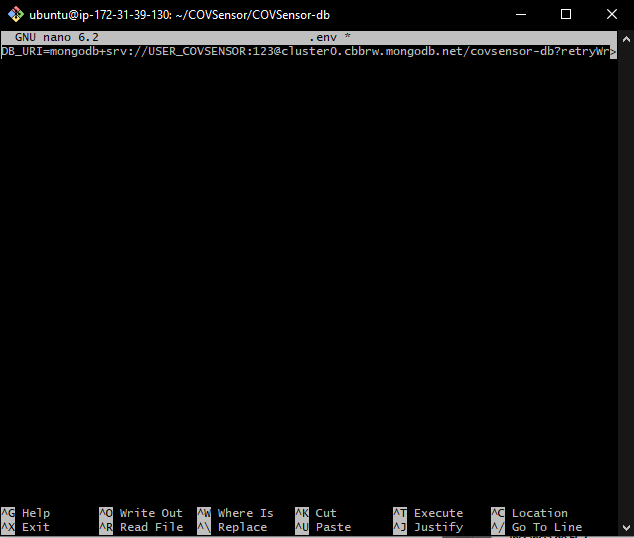 ubuntu@ip-172-31-39-130: ~/COVSensor/COVSensor-db
GNU nano 6.2 .env *
DB_URI=mongodb+srv://USER_COVSENSOR:123@cluster0.cbbrw.mongodb.net/covsensor-db?retryWr>
^G Help ^O Write Out ^W Where Is ^K Cut ^T Execute ^C Location
^X Exit ^R Read File ^\ Replace ^U Paste ^J Justify ^/ Go To Line